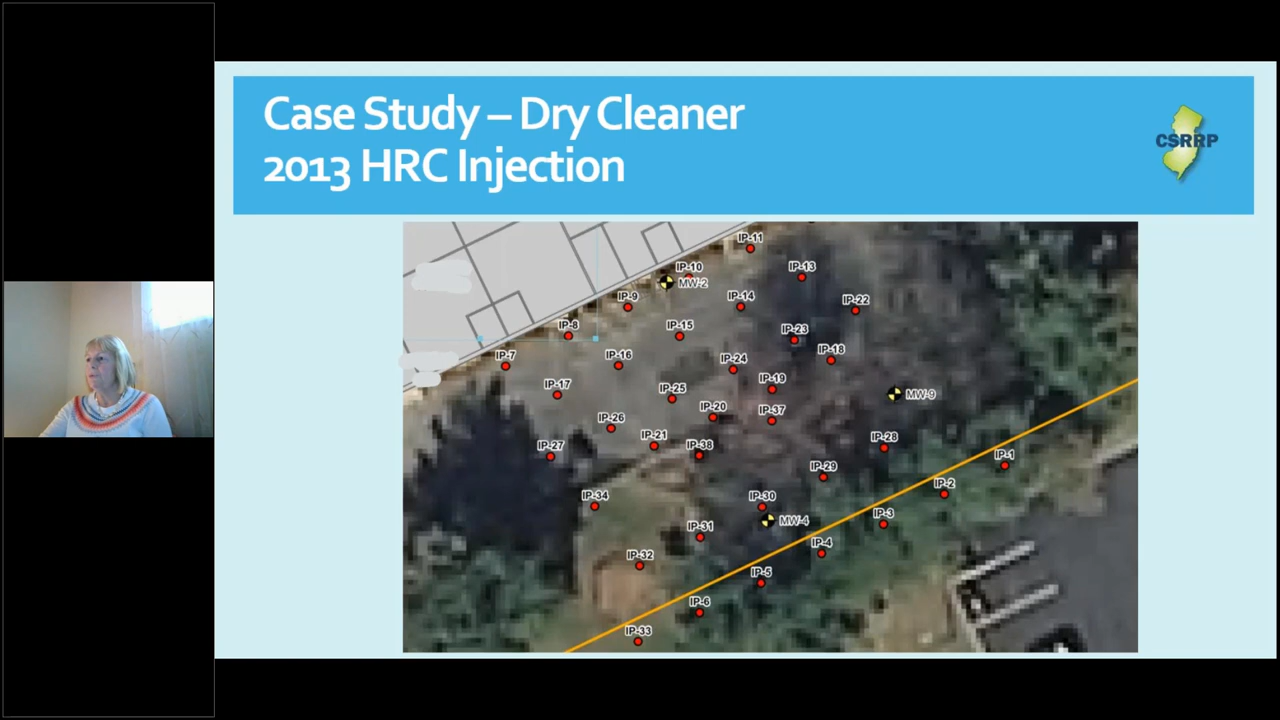 Case Study – Dry Cleaner
2013 HRC Injection
CSRRP
IP-11
IP-10
IP-13
MW-2
IP-9
IP-14
IP-22
IP-8
IP-15
IP-23
IP-7
IP-16
IP-24
IP-18
IP-17
IP-25
IP-19
MW-9
IP-26
IP-20
IP-37
IP-27
IP-21
IP-38
IP-28
IP-1
IP-29
IP-2
IP-34
IP-30
IP-3
MW-4
IP-31
IP-4
IP-32
IP-5
IP-6
IP-33